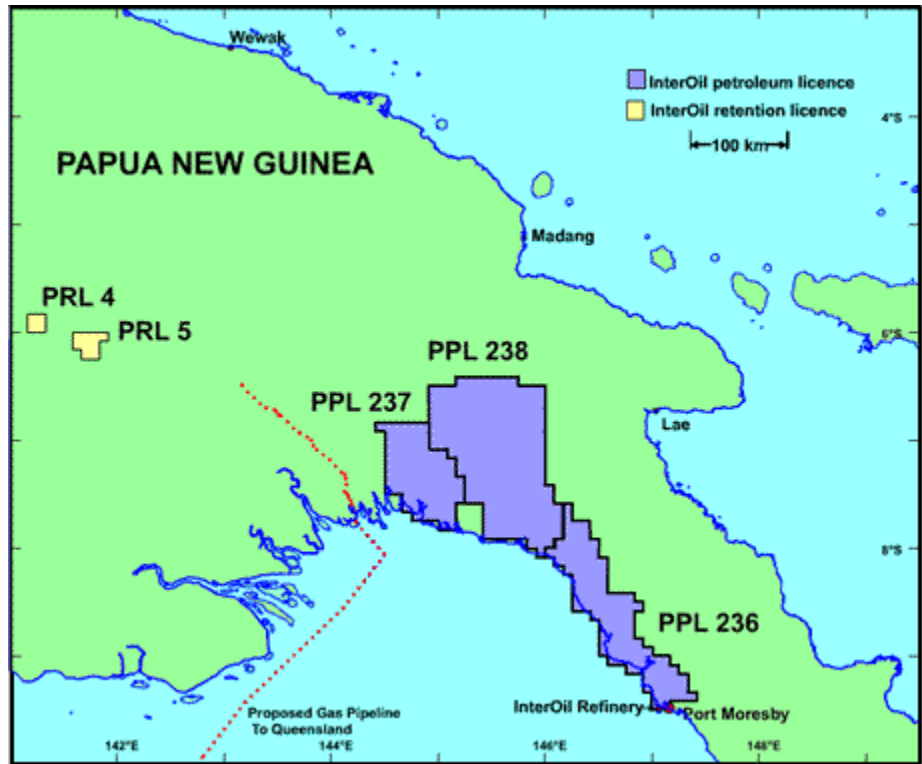 Wewak
InterOil petroleum licence
InterOil retention licence
4°S
100 km
PAPUA NEW GUINEA
Madang
PRL 4
PRL 5
6°S
PPL 238
PPL 237
Lae
8°S
PPL 236
InterOil Refinery
Port Moresby
Proposed Gas Pipeline
To Queensland
142°E
144°E
146°E
148°E